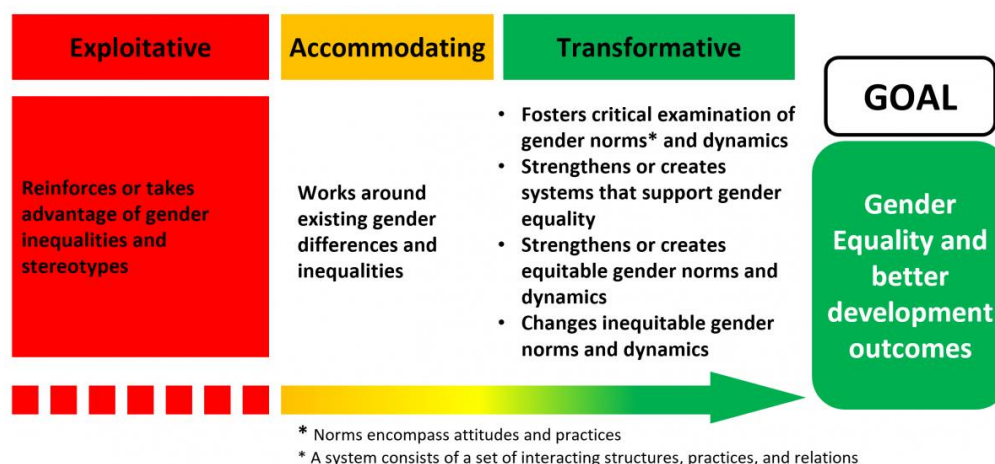 Exploitative
Accommodating
Transformative
GOAL
Reinforces or takes
advantage of gender
inequalities and
stereotypes
Works around
existing gender
differences and
inequalities
• Fosters critical examination of
gender norms* and dynamics
• Strengthens or creates
systems that support gender
equality
• Strengthens or creates
equitable gender norms and
dynamics
• Changes inequitable gender
norms and dynamics
Gender
Equality and
better
development
outcomes
* Norms encompass attitudes and practices
* A system consists of a set of interacting structures, practices, and relations